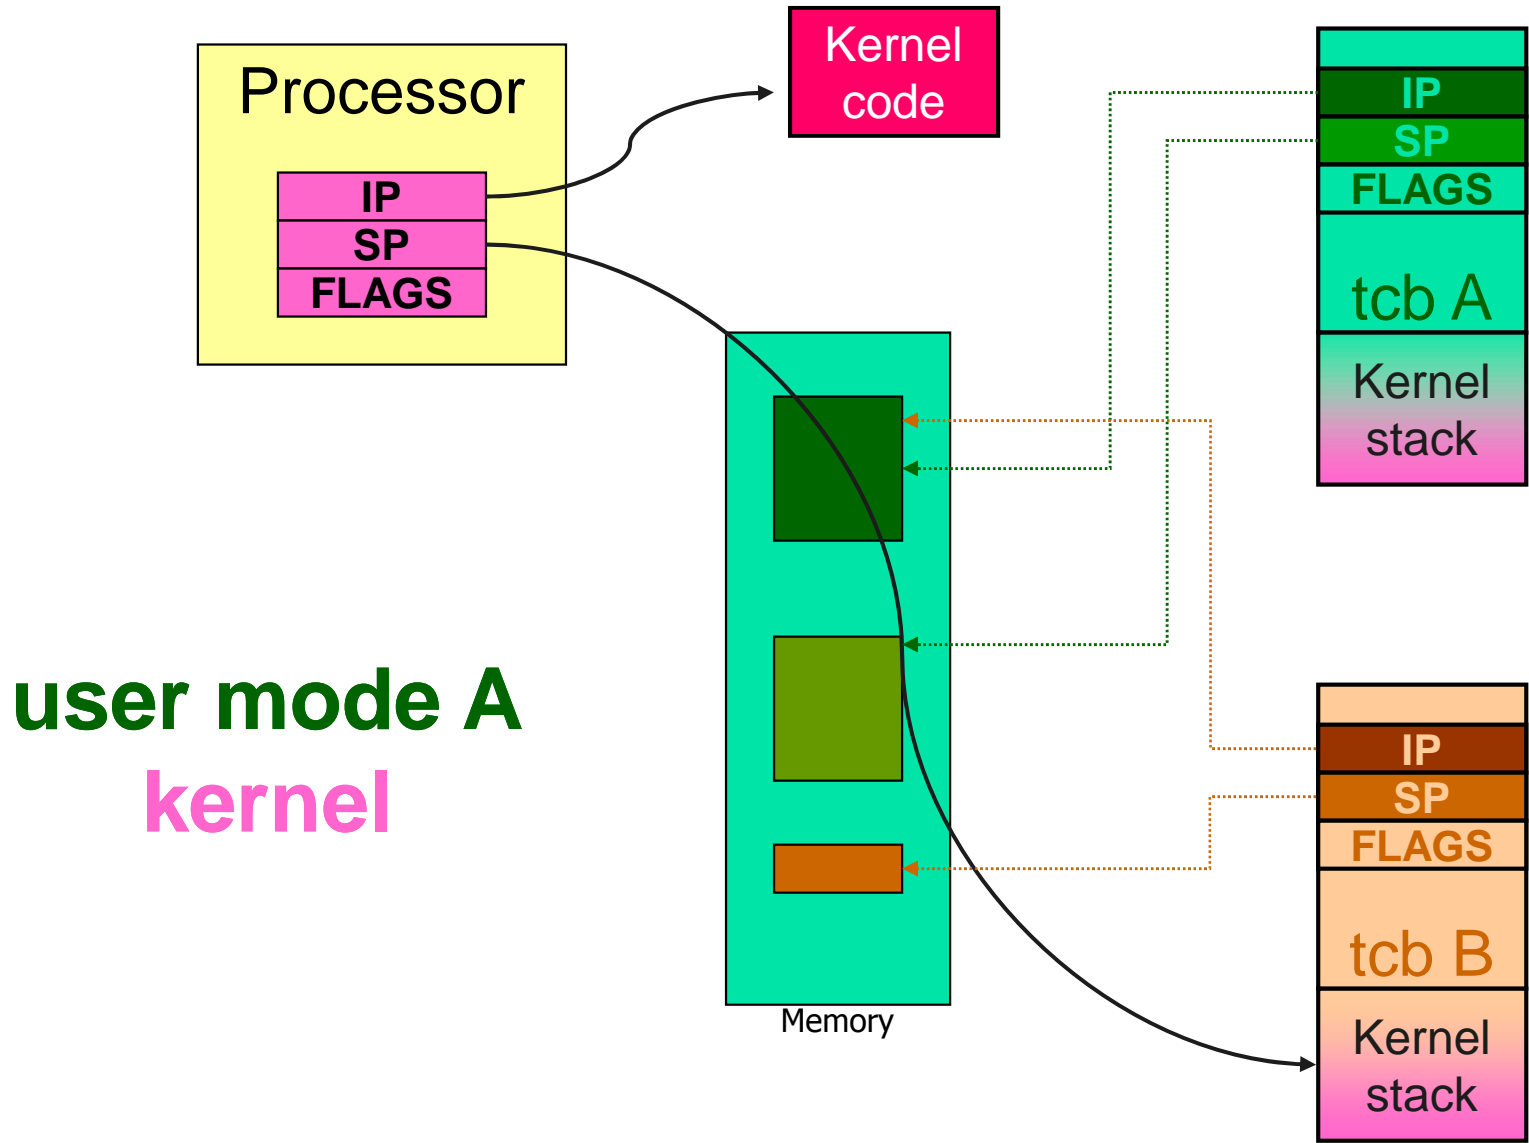 Processor
IP
SP
FLAGS
Kernel
code
IP
SP
FLAGS
tcb A
Kernel
stack
user mode A
kernel
Memory
IP
SP
FLAGS
tcb B
Kernel
stack